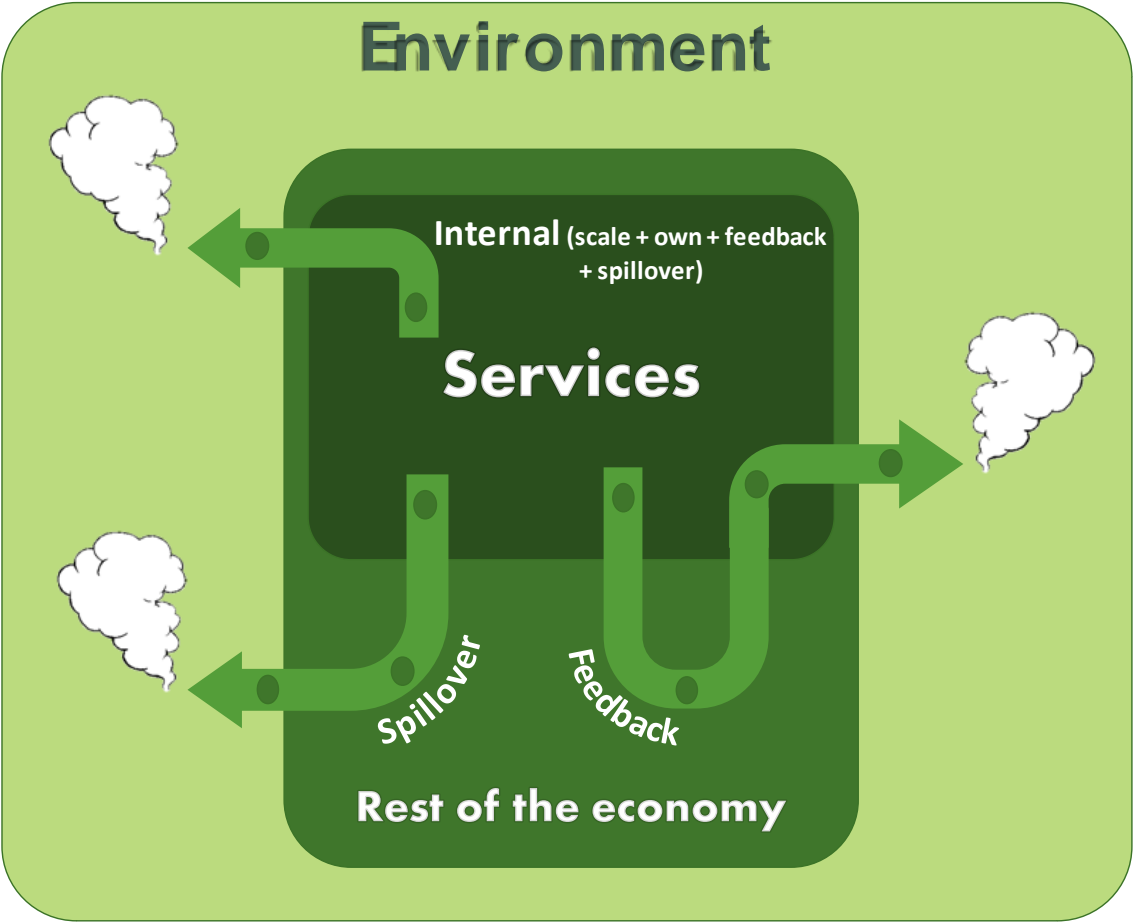 Environment
Internal (scale + own + feedback
+ spillover)
Services
Spillover
Feedback
Rest of the economy